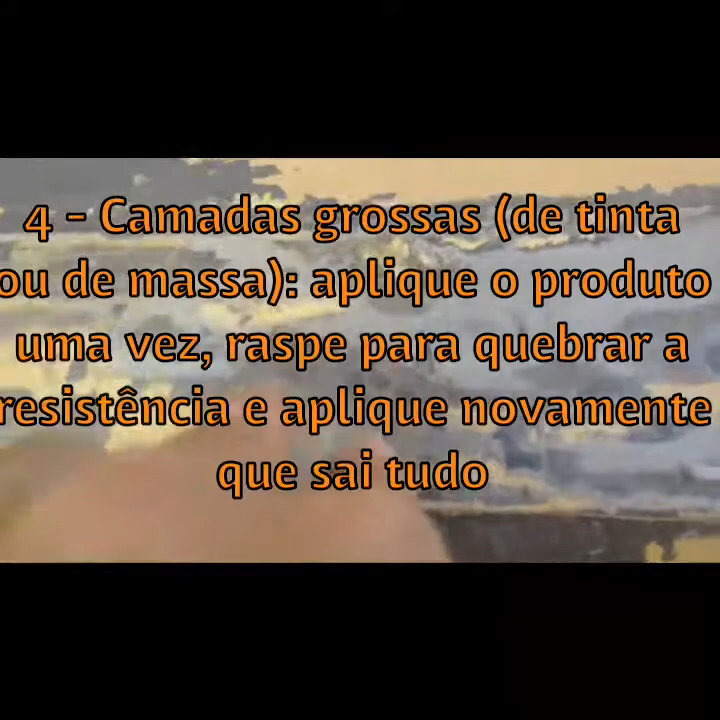 4 - Camadas grossas (de tinta
ou de massa): aplique o produto
uma vez, raspe para quebrar a
resistência e aplique novamente
que sai tudo